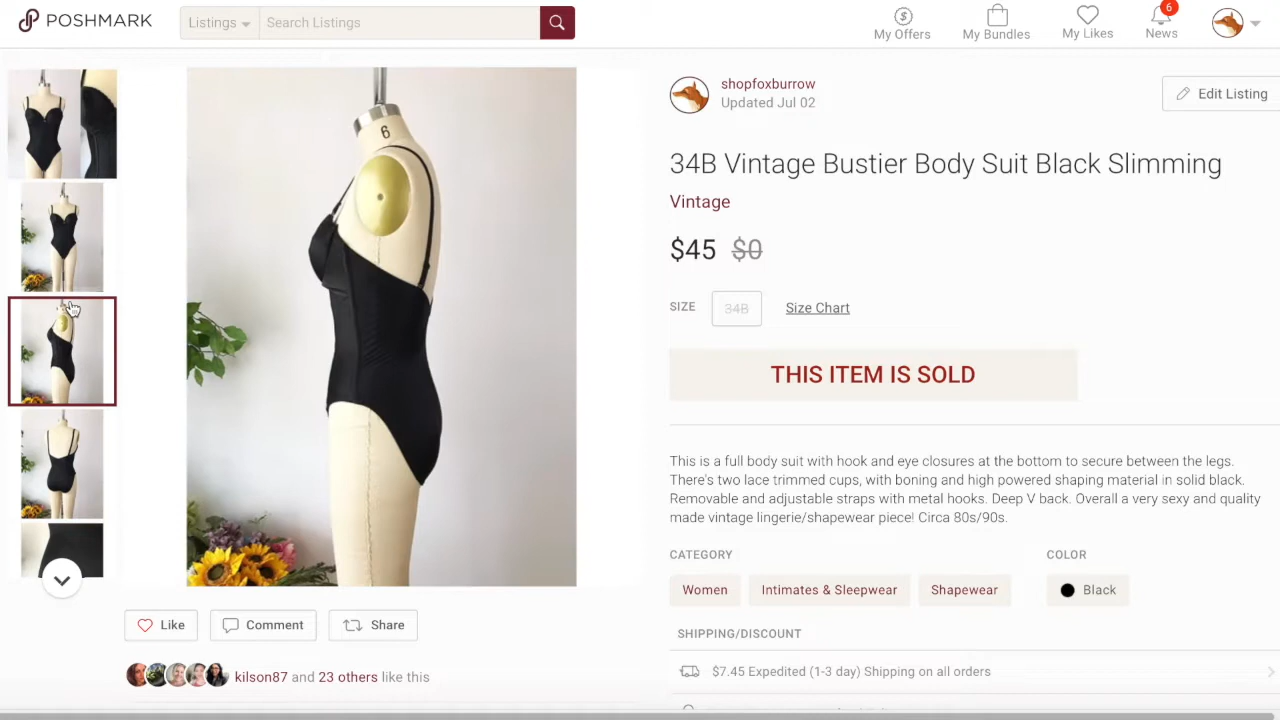 POSHMARK
Listings
Search Listings
My Offers
My Bundles
My Likes
6
News
6
shopfoxburrow
Updated Jul 02
Edit Listing
34B Vintage Bustier Body Suit Black Slimming
Vintage
$45 $0
SIZE 34B Size Chart
THIS ITEM IS SOLD
This is a full body suit with hook and eye closures at the bottom to secure between the legs.
There's two lace trimmed cups, with boning and high powered shaping material in solid black.
Removable and adjustable straps with metal hooks. Deep V back. Overall a very sexy and quality
made vintage lingerie/shapewear piece! Circa 80s/90s.
CATEGORY
COLOR
Women
Intimates & Sleepwear
Shapewear
Black
SHIPPING/DISCOUNT
$7.45 Expedited (1-3 day) Shipping on all orders
Like
Comment
Share
kilson87 and 23 others like this